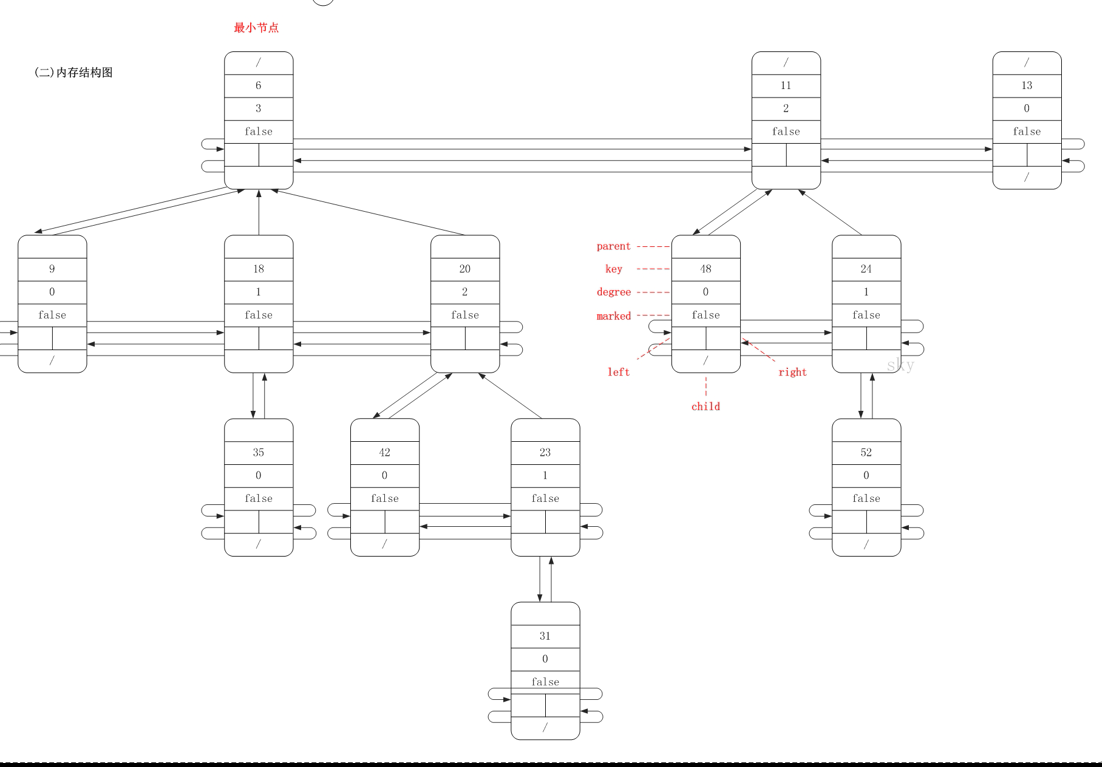 最小节点
(二)内存结构图
/
6
3
false
/
11
2
false
/
13
0
false
/
9
0
false
/
18
1
false
20
2
false
parent
key
degree
marked
left
child
right
48
0
false
/
24
1
false
sky
35
0
false
/
42
0
false
/
23
1
false
52
0
false
/
31
0
false
/